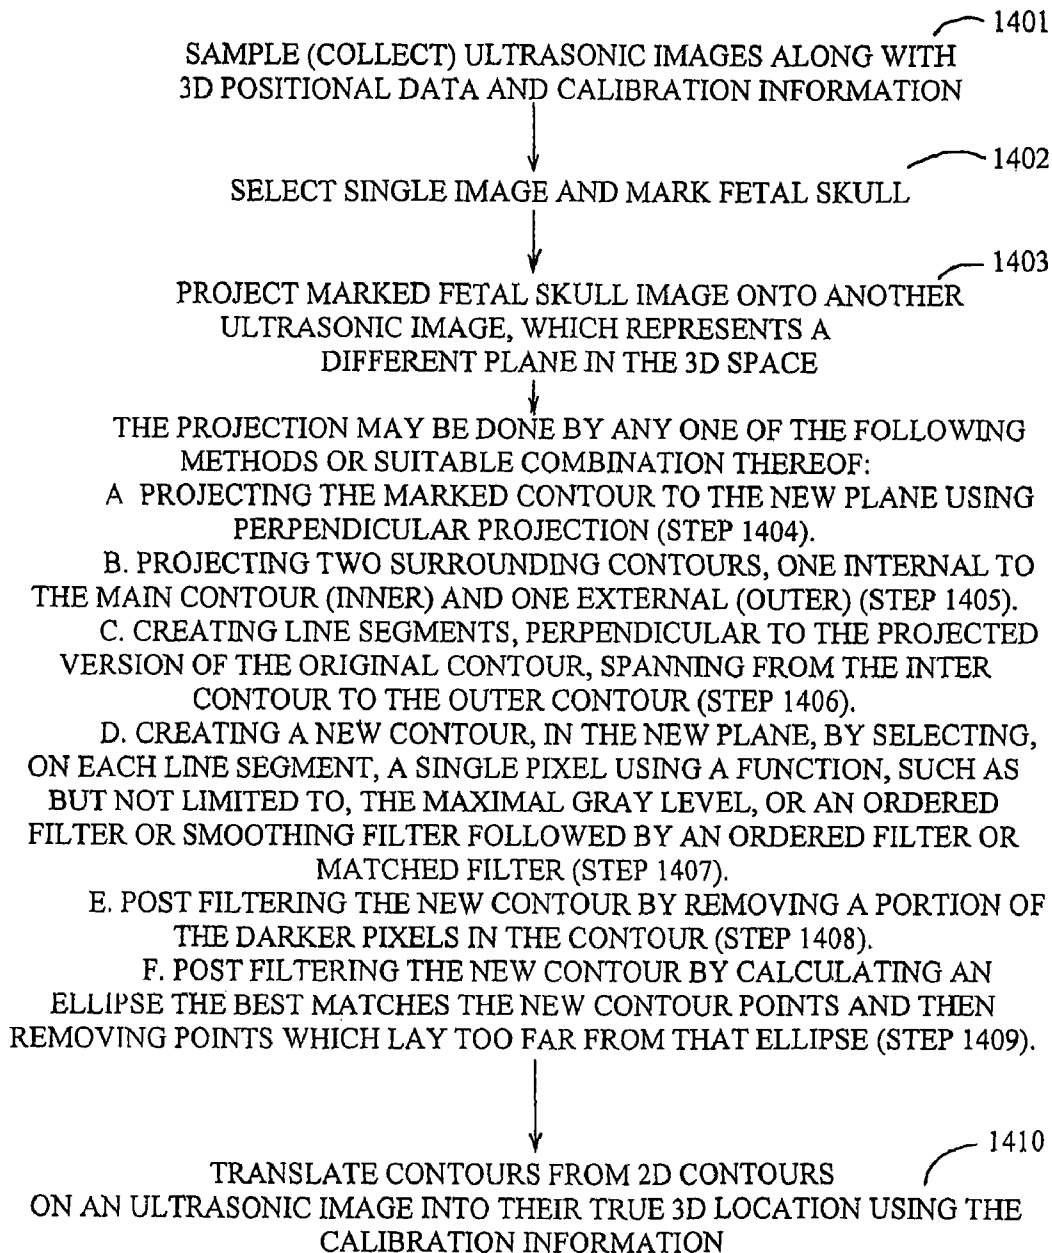 1401
SAMPLE (COLLECT) ULTRASONIC IMAGES ALONG WITH
3D POSITIONAL DATA AND CALIBRATION INFORMATION
1402
SELECT SINGLE IMAGE AND MARK FETAL SKULL
1403
PROJECT MARKED FETAL SKULL IMAGE ONTO ANOTHER
ULTRASONIC IMAGE, WHICH REPRESENTS A
DIFFERENT PLANE IN THE 3D SPACE
THE PROJECTION MAY BE DONE BY ANY ONE OF THE FOLLOWING
METHODS OR SUITABLE COMBINATION THEREOF:
A PROJECTING THE MARKED CONTOUR TO THE NEW PLANE USING
PERPENDICULAR PROJECTION (STEP 1404).
B. PROJECTING TWO SURROUNDING CONTOURS, ONE INTERNAL TO
THE MAIN CONTOUR (INNER) AND ONE EXTERNAL (OUTER) (STEP 1405).
C. CREATING LINE SEGMENTS, PERPENDICULAR TO THE PROJECTED
VERSION OF THE ORIGINAL CONTOUR, SPANNING FROM THE INTER
CONTOUR TO THE OUTER CONTOUR (STEP 1406).
D. CREATING A NEW CONTOUR, IN THE NEW PLANE, BY SELECTING,
ON EACH LINE SEGMENT, A SINGLE PIXEL USING A FUNCTION, SUCH AS
BUT NOT LIMITED TO, THE MAXIMAL GRAY LEVEL, OR AN ORDERED
FILTER OR SMOOTHING FILTER FOLLOWED BY AN ORDERED FILTER OR
MATCHED FILTER (STEP 1407).
E. POST FILTERING THE NEW CONTOUR BY REMOVING A PORTION OF
THE DARKER PIXELS IN THE CONTOUR (STEP 1408).
F. POST FILTERING THE NEW CONTOUR BY CALCULATING AN
ELLIPSE THE BEST MATCHES THE NEW CONTOUR POINTS AND THEN
REMOVING POINTS WHICH LAY TOO FAR FROM THAT ELLIPSE (STEP 1409).
1410
TRANSLATE CONTOURS FROM 2D CONTOURS
ON AN ULTRASONIC IMAGE INTO THEIR TRUE 3D LOCATION USING THE
CALIBRATION INFORMATION